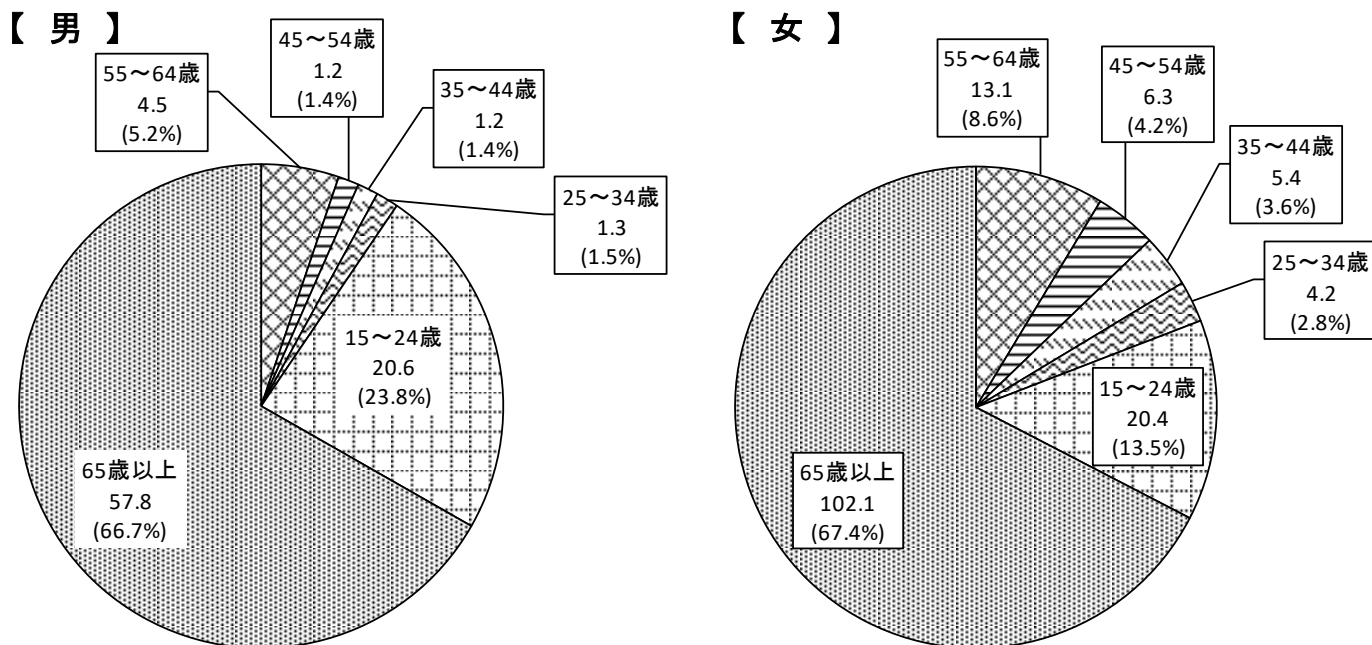 【 男 】
55～64歳
4.5
(5.2%)
45～54歳
1.2
(1.4%)
35～44歳
1.2
(1.4%)
25～34歳
1.3
(1.5%)
15～24歳
20.6
(23.8%)
65歳以上
57.8
(66.7%)
【 女 】
55～64歳
13.1
(8.6%)
45～54歳
6.3
(4.2%)
35～44歳
5.4
(3.6%)
25～34歳
4.2
(2.8%)
15～24歳
20.4
(13.5%)
65歳以上
102.1
(67.4%)